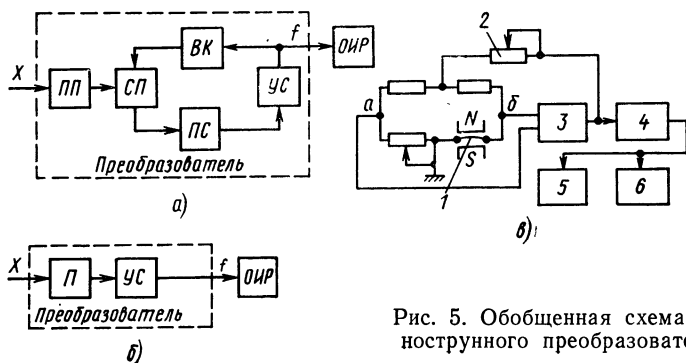 X
ПП
СП
ВК
ПС
УС
f
ОИР
Преобразователь
а)
X
П
УС
f
ОИР
Преобразователь
б)
2
а
б
N
S
1
3
4
5
6
в)
Рис. 5. Обобщенная схема
нострунного преобразовате